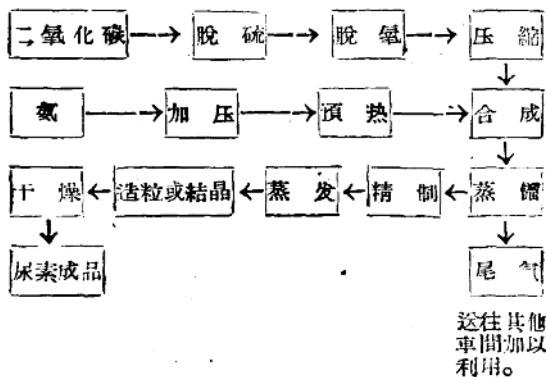 二氧化碳 → 脫硫 → 脫氧 → 压縮
氨 → 加压 → 預热 → 合成
干燥 ← 造粒或結晶 ← 蒸发 ← 精制 ← 蒸餾
尿素成品 尾气
送往其他
車間加以
利用。